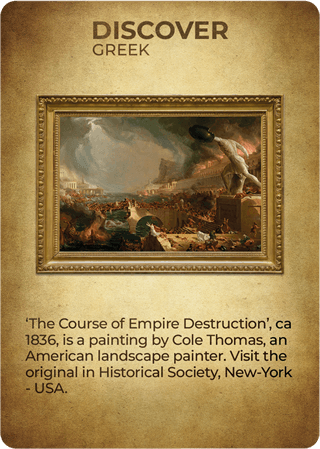 DISCOVER
GREEK
‘The Course of Empire Destruction’, ca
1836, is a painting by Cole Thomas, an
American landscape painter. Visit the
original in Historical Society, New-York
- USA.